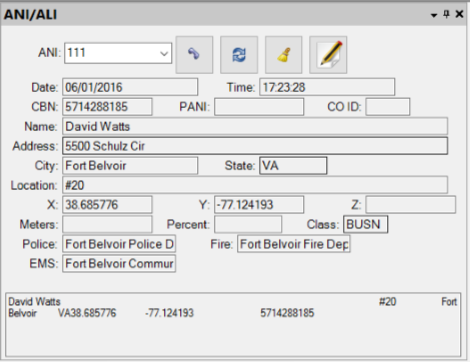 ANI/ALI
ANI: 111
Date: 06/01/2016 Time: 17:23:28
CBN: 5714288185 PANI: CO ID:
Name: David Watts
Address: 5500 Schulz Cir
City: Fort Belvoir State: VA
Location: #20
X: 38.685776 Y: -77.124193 Z:
Meters: Percent: Class: BUSN
Police: Fort Belvoir Police D Fire: Fort Belvoir Fire Dep
EMS: Fort Belvoir Commur
David Watts #20 Fort
Belvoir VA38.685776 -77.124193 5714288185